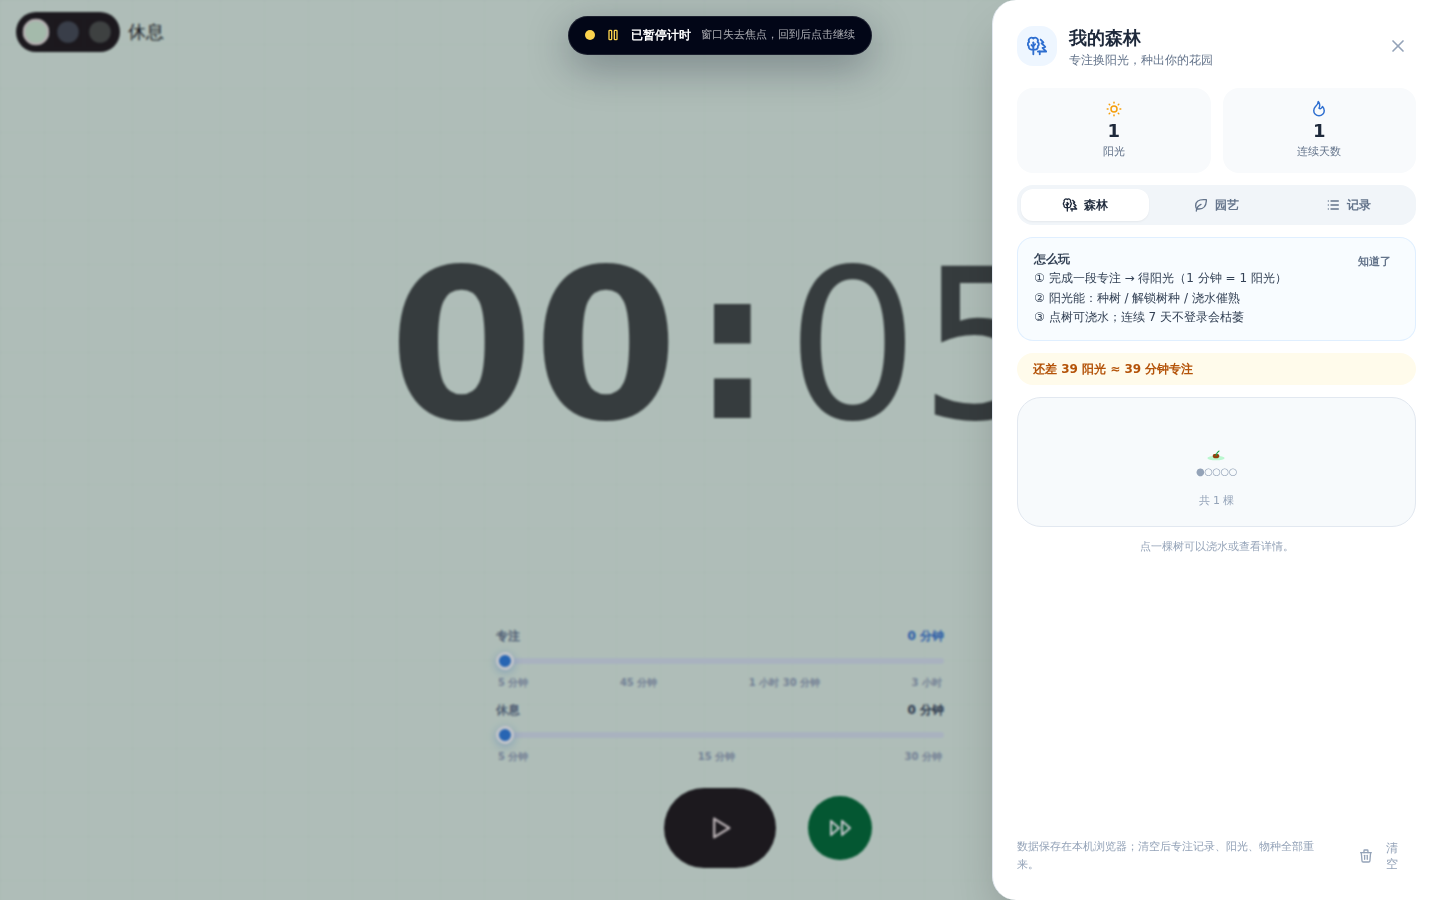 休息
已暂停计时 窗口失去焦点，回到后点击继续
00:05
专注 0 分钟
5 分钟 45 分钟 1 小时 30 分钟 3 小时
休息 0 分钟
5 分钟 15 分钟 30 分钟
我的森林
专注换阳光，种出你的花园
1
阳光
1
连续天数
森林 园艺 记录
怎么玩
知道了
① 完成一段专注 → 得阳光（1 分钟 = 1 阳光）
② 阳光能：种树 / 解锁树种 / 浇水催熟
③ 点树可浇水；连续 7 天不登录会枯萎
还差 39 阳光 ≈ 39 分钟专注
共 1 棵
点一棵树可以浇水或查看详情。
数据保存在本机浏览器；清空后专注记录、阳光、物种全部重
来。
清
空